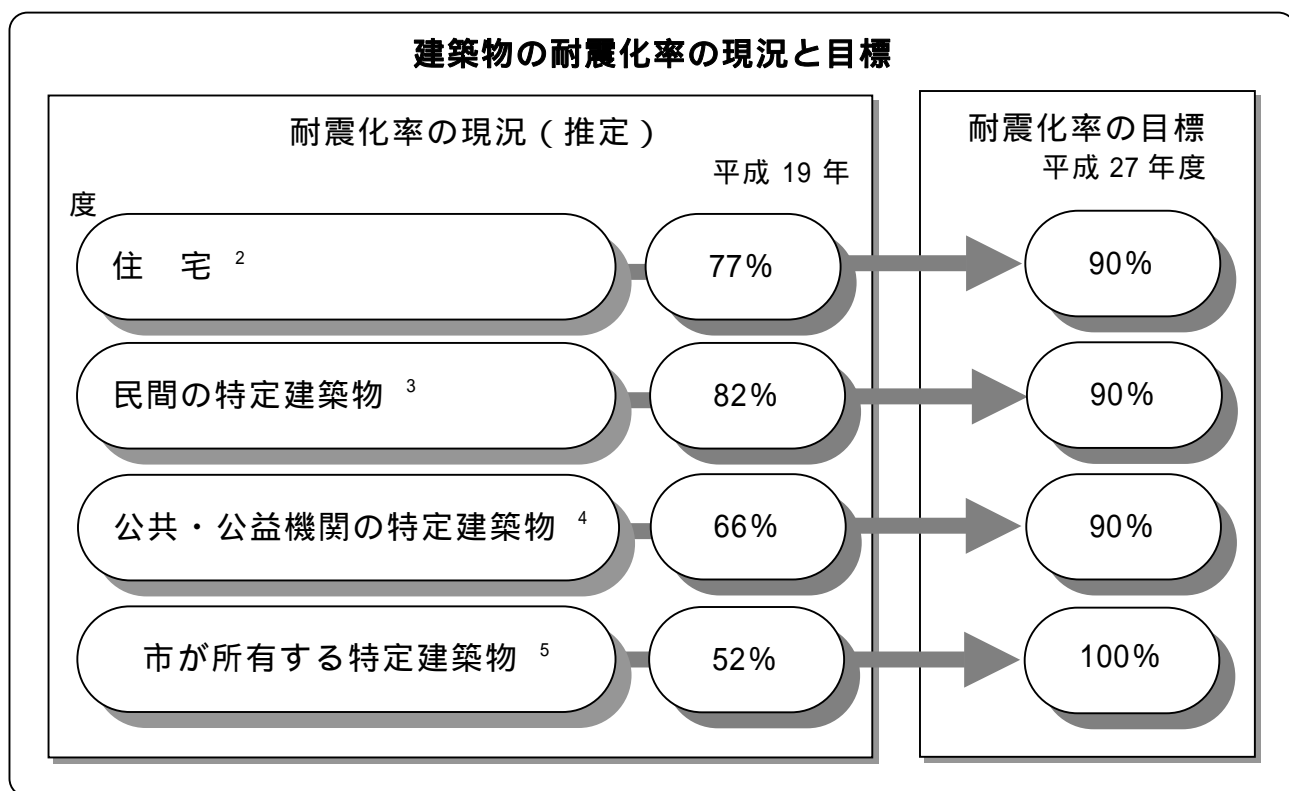 建築物の耐震化率の現況と目標
耐震化率の現況（推定）
平成 19 年
度
耐震化率の目標
平成 27 年度
住　宅 2
77%
90%
民間の特定建築物 3
82%
90%
公共・公益機関の特定建築物 4
66%
90%
市が所有する特定建築物 5
52%
100%